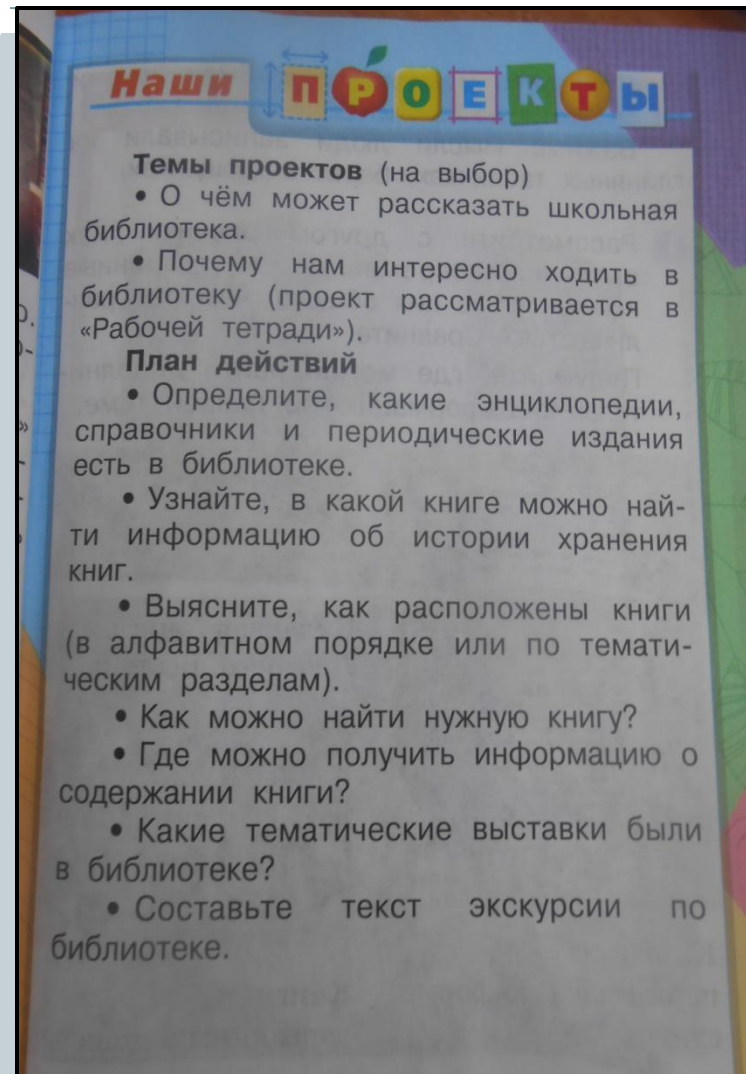 Наши ПРОЕКТЫ
Темы проектов (на выбор)
• О чём может рассказать школьная
библиотека.
• Почему нам интересно ходить в
библиотеку (проект рассматривается в
«Рабочей тетради»).
План действий
• Определите, какие энциклопедии,
справочники и периодические издания
есть в библиотеке.
• Узнайте, в какой книге можно най-
ти информацию об истории хранения
книг.
• Выясните, как расположены книги
(в алфавитном порядке или по темати-
ческим разделам).
• Как можно найти нужную книгу?
• Где можно получить информацию о
содержании книги?
• Какие тематические выставки были
в библиотеке?
• Составьте текст экскурсии по
библиотеке.